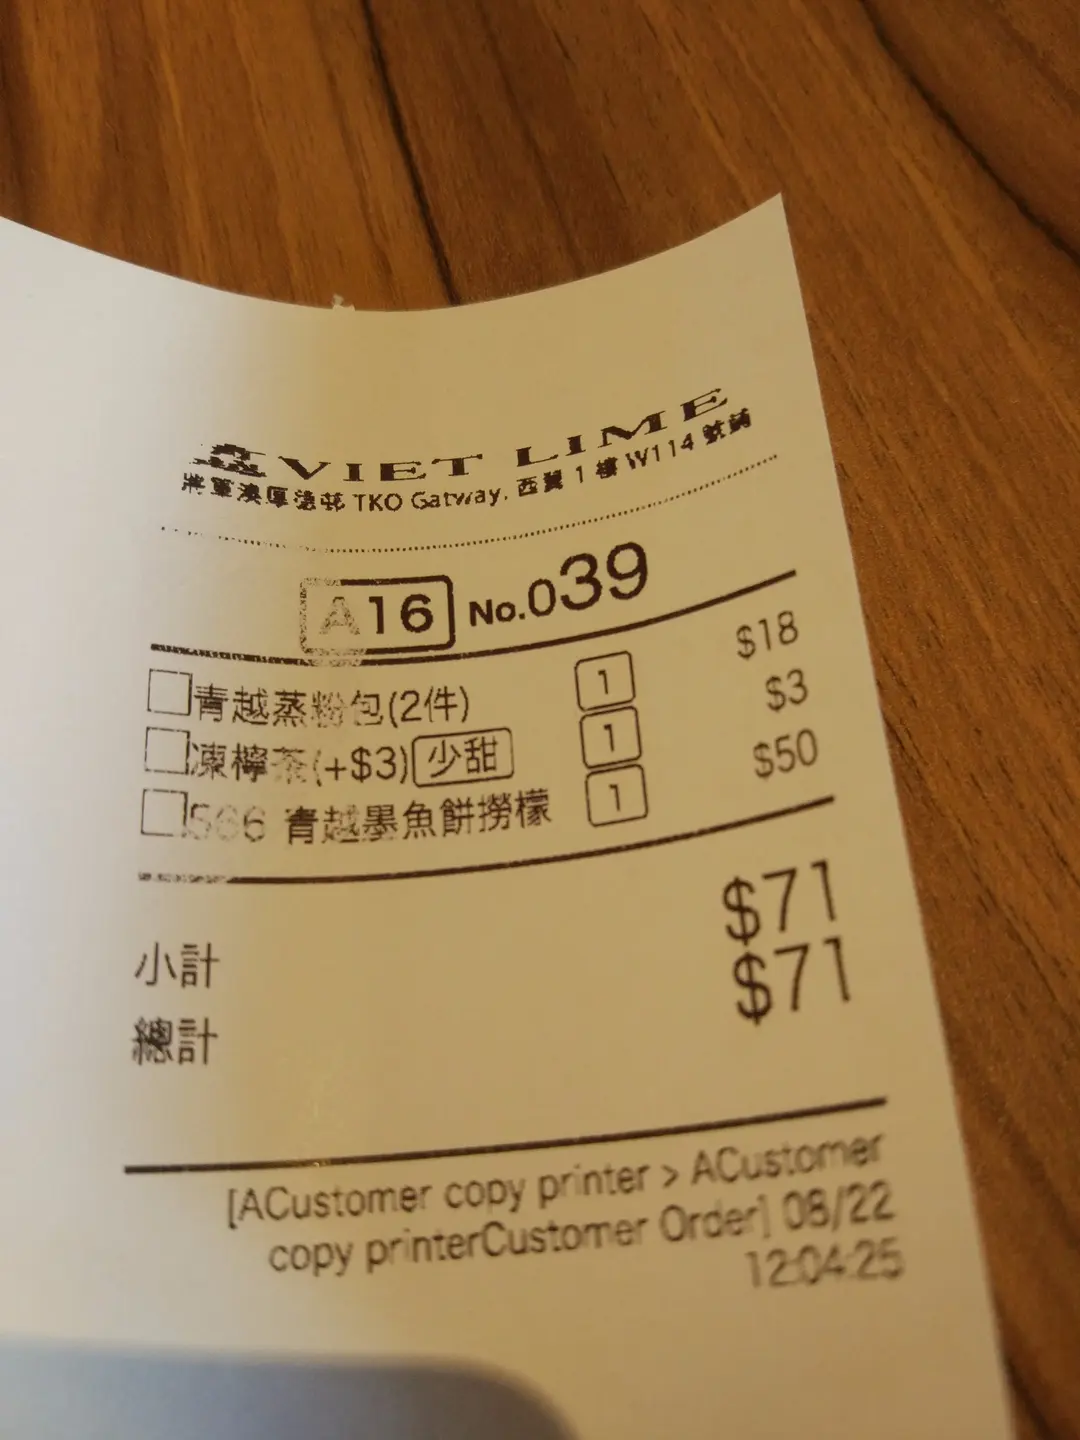 VIET LIME
將軍澳厚德邨 TKO Gatway, 西翼 1 樓 W114 號鋪
A16 No.039
青越蒸粉包(2件) 1 $18
凍檸茶(+$3) 少甜 1 $3
566 青越墨魚餅撈檬 1 $50
小計 $71
總計 $71
[ACustomer copy printer > ACustomer
copy printerCustomer Order] 08/22
12:04:25